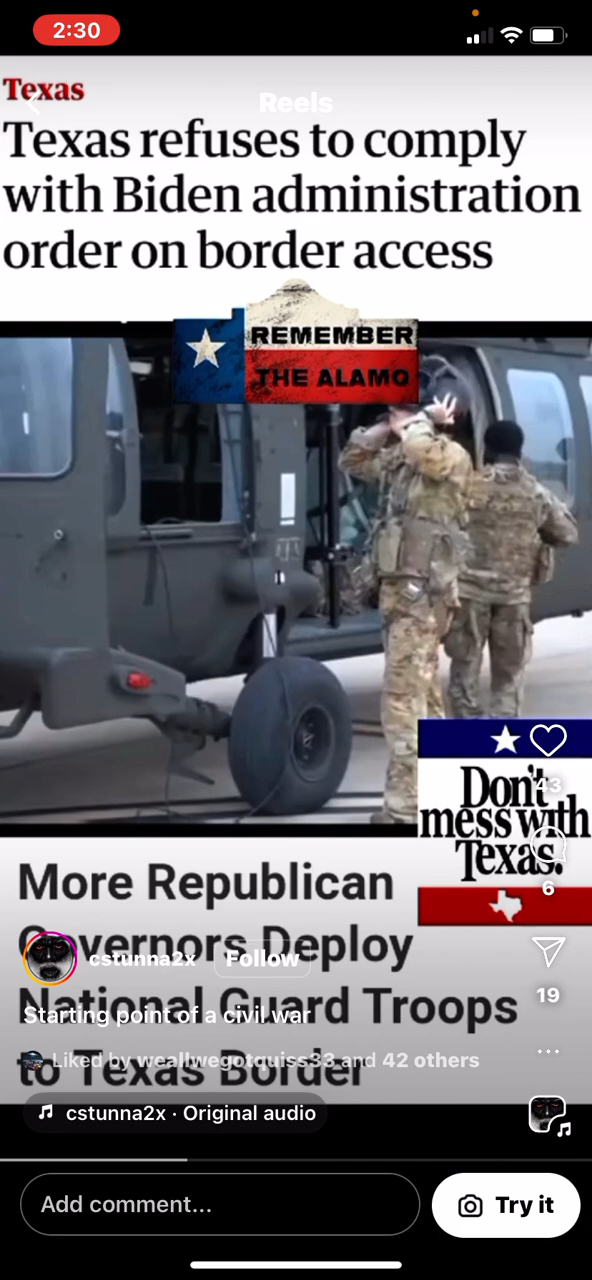 2:30
Texas
Reels
Texas refuses to comply
with Biden administration
order on border access
REMEMBER
THE ALAMO
Don't
mess with
Texas.
43
6
More Republican
Governors Deploy
cstunna2x
Follow
National Guard Troops
19
Starting point of a civil war
to Texas Border
Liked by weallwegotquiss33 and 42 others
cstunna2x · Original audio
Add comment...
Try it